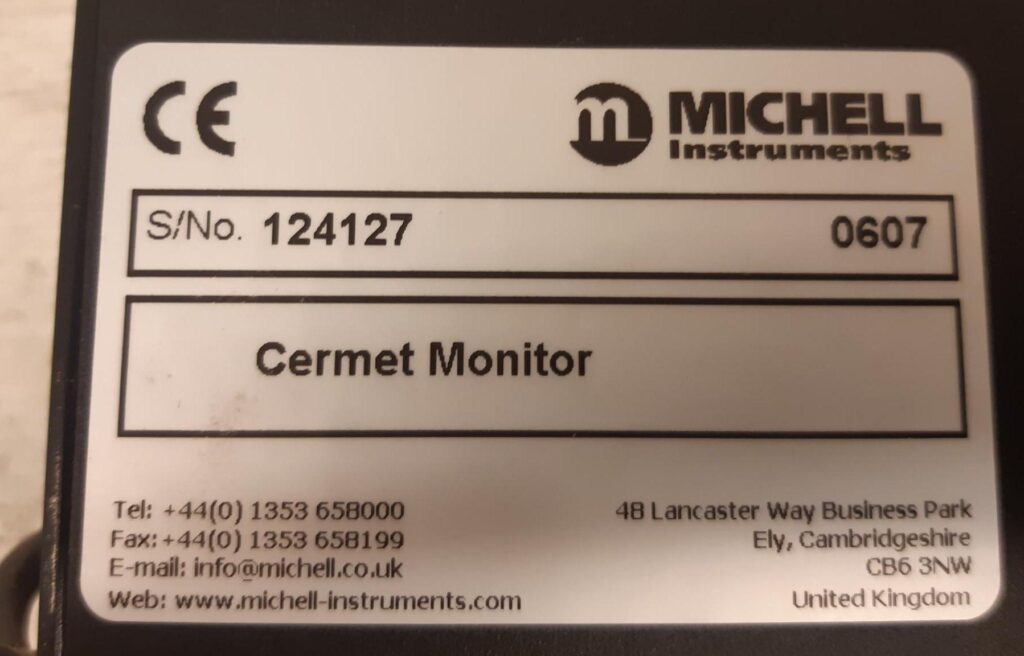 CE
m MICHELL
Instruments
S/No. 124127 0607
Cermet Monitor
Tel: +44(0) 1353 658000
Fax: +44(0) 1353 658199
E-mail: info@michell.co.uk
Web: www.michell-instruments.com
48 Lancaster Way Business Park
Ely, Cambridgeshire
CB6 3NW
United Kingdom